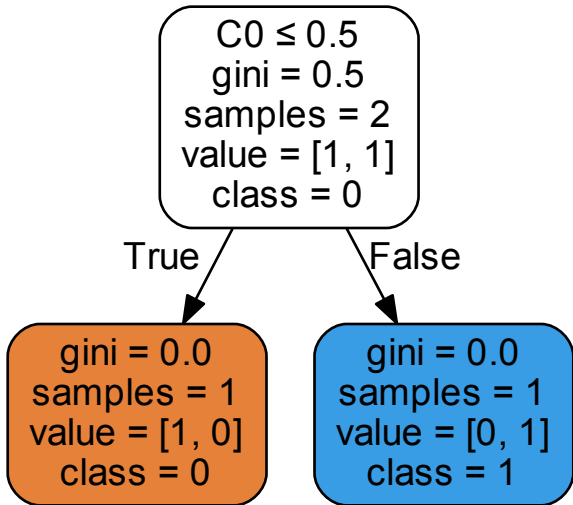 C0 ≤ 0.5
gini = 0.5
samples = 2
value = [1, 1]
class = 0
True
False
gini = 0.0
samples = 1
value = [1, 0]
class = 0
gini = 0.0
samples = 1
value = [0, 1]
class = 1